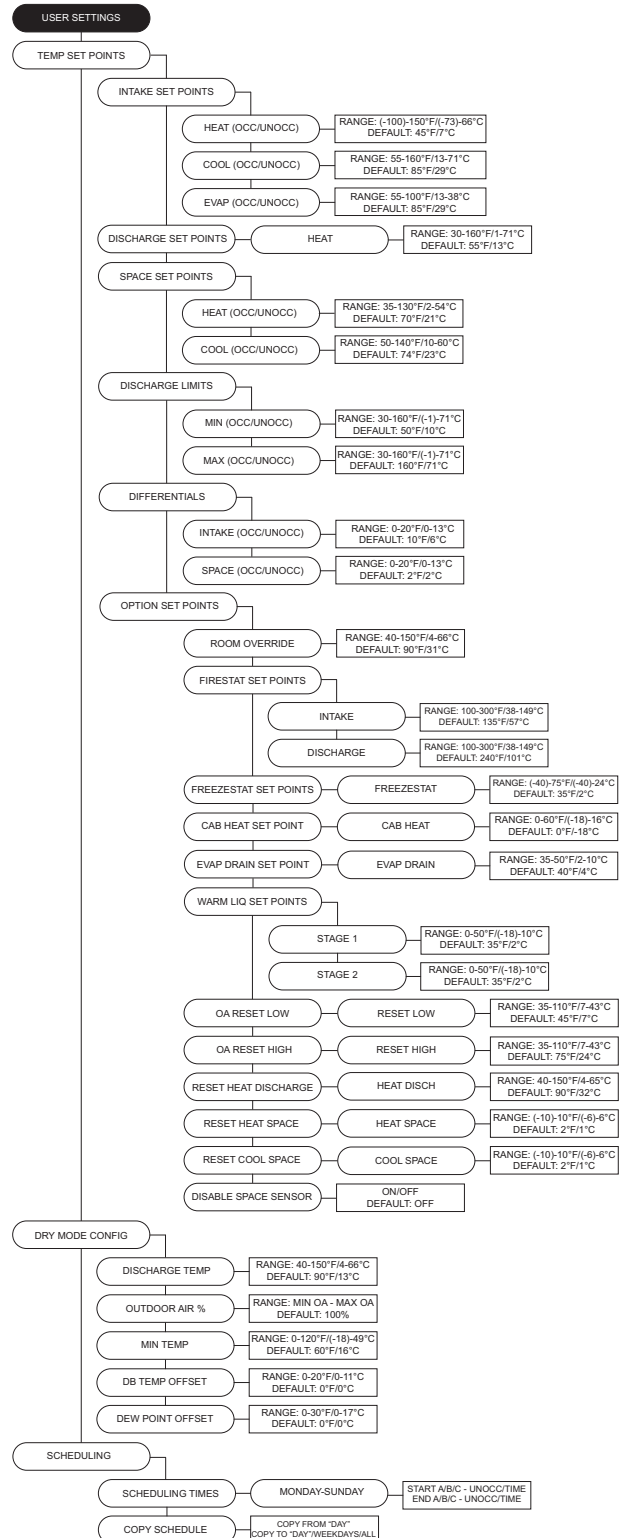 USER SETTINGS
TEMP SET POINTS
INTAKE SET POINTS
HEAT (OCC/UNOCC)
RANGE: (-100)-150°F/(-73)-66°C
DEFAULT: 45°F/7°C
COOL (OCC/UNOCC)
RANGE: 55-160°F/13-71°C
DEFAULT: 85°F/29°C
EVAP (OCC/UNOCC)
RANGE: 55-100°F/13-38°C
DEFAULT: 85°F/29°C
DISCHARGE SET POINTS
HEAT
RANGE: 30-160°F/1-71°C
DEFAULT: 55°F/13°C
SPACE SET POINTS
HEAT (OCC/UNOCC)
RANGE: 35-130°F/2-54°C
DEFAULT: 70°F/21°C
COOL (OCC/UNOCC)
RANGE: 50-140°F/10-60°C
DEFAULT: 74°F/23°C
DISCHARGE LIMITS
MIN (OCC/UNOCC)
RANGE: 30-160°F/(-1)-71°C
DEFAULT: 50°F/10°C
MAX (OCC/UNOCC)
RANGE: 30-160°F/(-1)-71°C
DEFAULT: 160°F/71°C
DIFFERENTIALS
INTAKE (OCC/UNOCC)
RANGE: 0-20°F/0-13°C
DEFAULT: 10°F/6°C
SPACE (OCC/UNOCC)
RANGE: 0-20°F/0-13°C
DEFAULT: 2°F/2°C
OPTION SET POINTS
ROOM OVERRIDE
RANGE: 40-150°F/4-66°C
DEFAULT: 90°F/31°C
FIRESTAT SET POINTS
INTAKE
RANGE: 100-300°F/38-149°C
DEFAULT: 135°F/57°C
DISCHARGE
RANGE: 100-300°F/38-149°C
DEFAULT: 240°F/101°C
FREEZESTAT SET POINTS
FREEZESTAT
RANGE: (-40)-75°F/(-40)-24°C
DEFAULT: 35°F/2°C
CAB HEAT SET POINT
CAB HEAT
RANGE: 0-60°F/(-18)-16°C
DEFAULT: 0°F/-18°C
EVAP DRAIN SET POINT
EVAP DRAIN
RANGE: 35-50°F/2-10°C
DEFAULT: 40°F/4°C
WARM LIQ SET POINTS
STAGE 1
RANGE: 0-50°F/(-18)-10°C
DEFAULT: 35°F/2°C
STAGE 2
RANGE: 0-50°F/(-18)-10°C
DEFAULT: 35°F/2°C
OA RESET LOW
RESET LOW
RANGE: 35-110°F/7-43°C
DEFAULT: 45°F/7°C
OA RESET HIGH
RESET HIGH
RANGE: 35-110°F/7-43°C
DEFAULT: 75°F/24°C
RESET HEAT DISCHARGE
HEAT DISCH
RANGE: 40-150°F/4-65°C
DEFAULT: 90°F/32°C
RESET HEAT SPACE
HEAT SPACE
RANGE: (-10)-10°F/(-6)-6°C
DEFAULT: 2°F/1°C
RESET COOL SPACE
COOL SPACE
RANGE: (-10)-10°F/(-6)-6°C
DEFAULT: 2°F/1°C
DISABLE SPACE SENSOR
ON/OFF
DEFAULT: OFF
DRY MODE CONFIG
DISCHARGE TEMP
RANGE: 40-150°F/4-66°C
DEFAULT: 90°F/13°C
OUTDOOR AIR %
RANGE: MIN OA - MAX OA
DEFAULT: 100%
MIN TEMP
RANGE: 0-120°F/(-18)-49°C
DEFAULT: 60°F/16°C
DB TEMP OFFSET
RANGE: 0-20°F/0-11°C
DEFAULT: 0°F/0°C
DEW POINT OFFSET
RANGE: 0-30°F/0-17°C
DEFAULT: 0°F/0°C
SCHEDULING
SCHEDULING TIMES
MONDAY-SUNDAY
START A/B/C - UNOCC/TIME
END A/B/C - UNOCC/TIME
COPY SCHEDULE
COPY FROM "DAY"
COPY TO "DAY"/WEEKDAYS/ALL